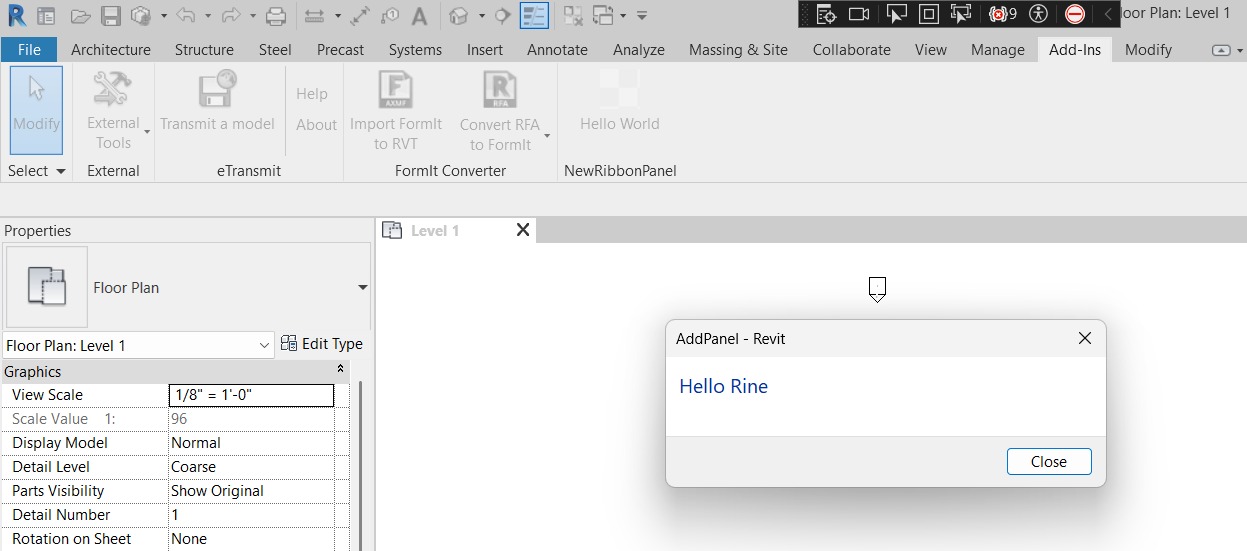 9
loor Plan: Level 1
File Architecture Structure Steel Precast Systems Insert Annotate Analyze Massing & Site Collaborate View Manage Add-Ins Modify
Modify
External
Tools
Transmit a model
Help
About
AXMF
Import FormIt
to RVT
RFA
Convert RFA
to FormIt
Hello World
Select External eTransmit FormIt Converter NewRibbonPanel
Properties
Level 1
Floor Plan
Floor Plan: Level 1
Edit Type
Graphics
View Scale 1/8" = 1'-0"
Scale Value 1: 96
Display Model Normal
Detail Level Coarse
Parts Visibility Show Original
Detail Number 1
Rotation on Sheet None
AddPanel - Revit
Hello Rine
Close